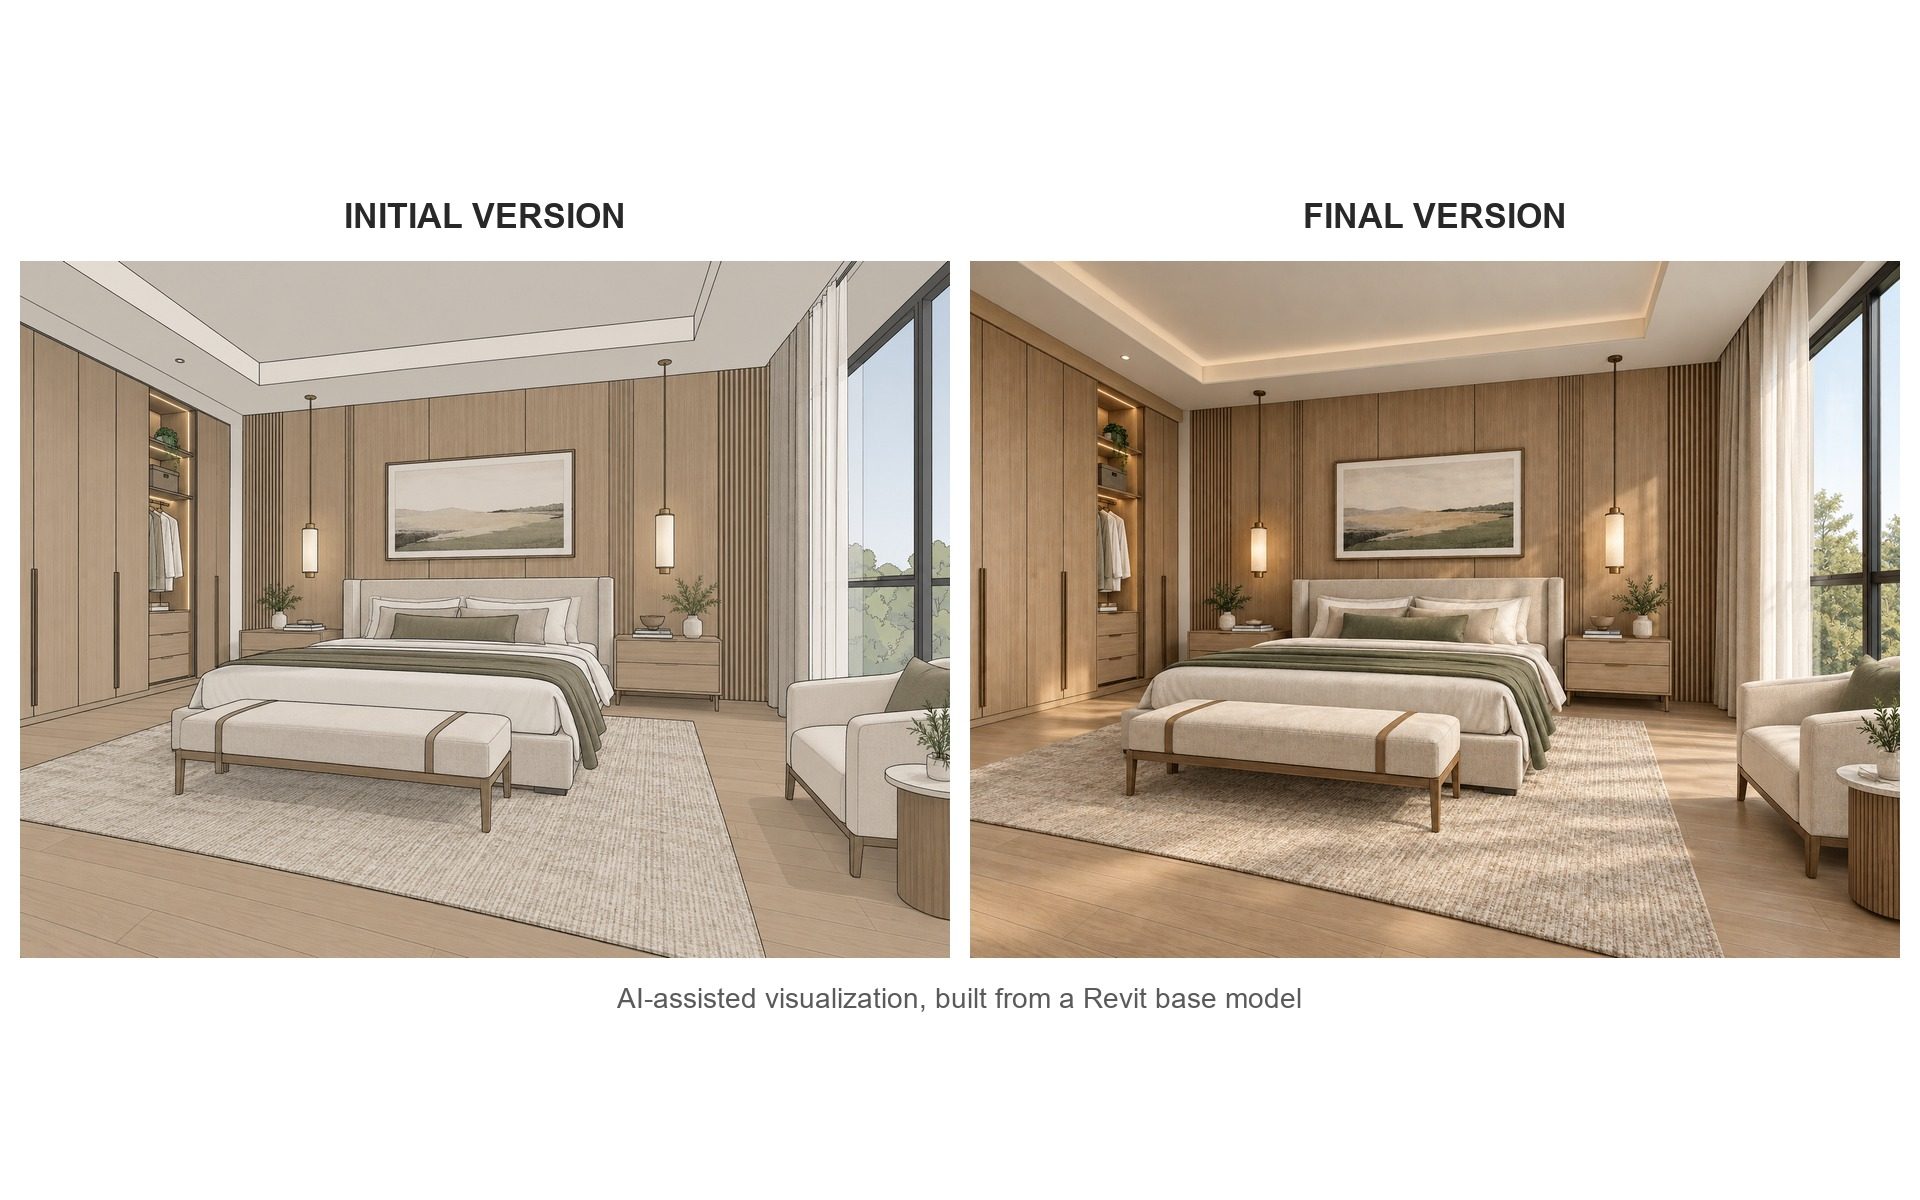 INITIAL VERSION
FINAL VERSION
AI-assisted visualization, built from a Revit base model